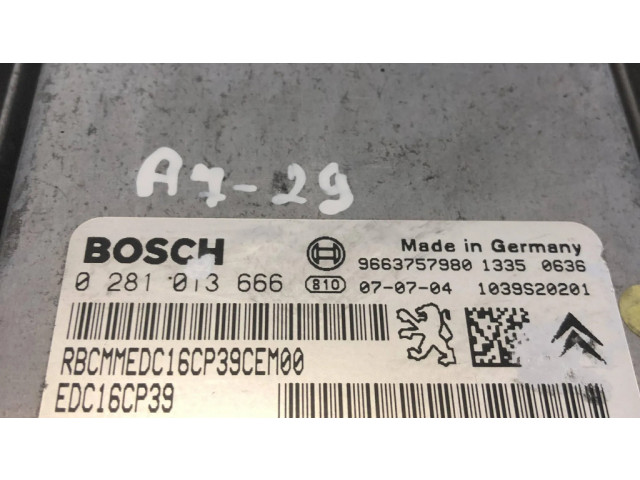 A7-29
BOSCH
Made in Germany
9663757980 1335 0636
0 281 013 666 810 07-07-04 1039S20201
RBCMMEDC16CP39CEM00
EDC16CP39